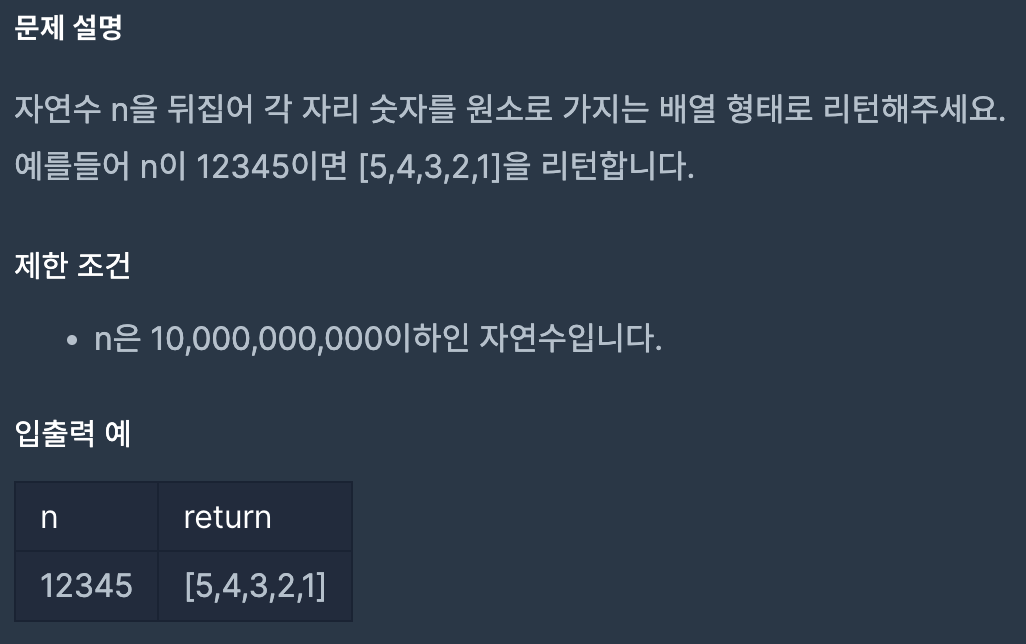 문제 설명
자연수 n을 뒤집어 각 자리 숫자를 원소로 가지는 배열 형태로 리턴해주세요.
예를들어 n이 12345이면 [5,4,3,2,1]을 리턴합니다.
제한 조건
• n은 10,000,000,000이하인 자연수입니다.
입출력 예
n return
12345 [5,4,3,2,1]